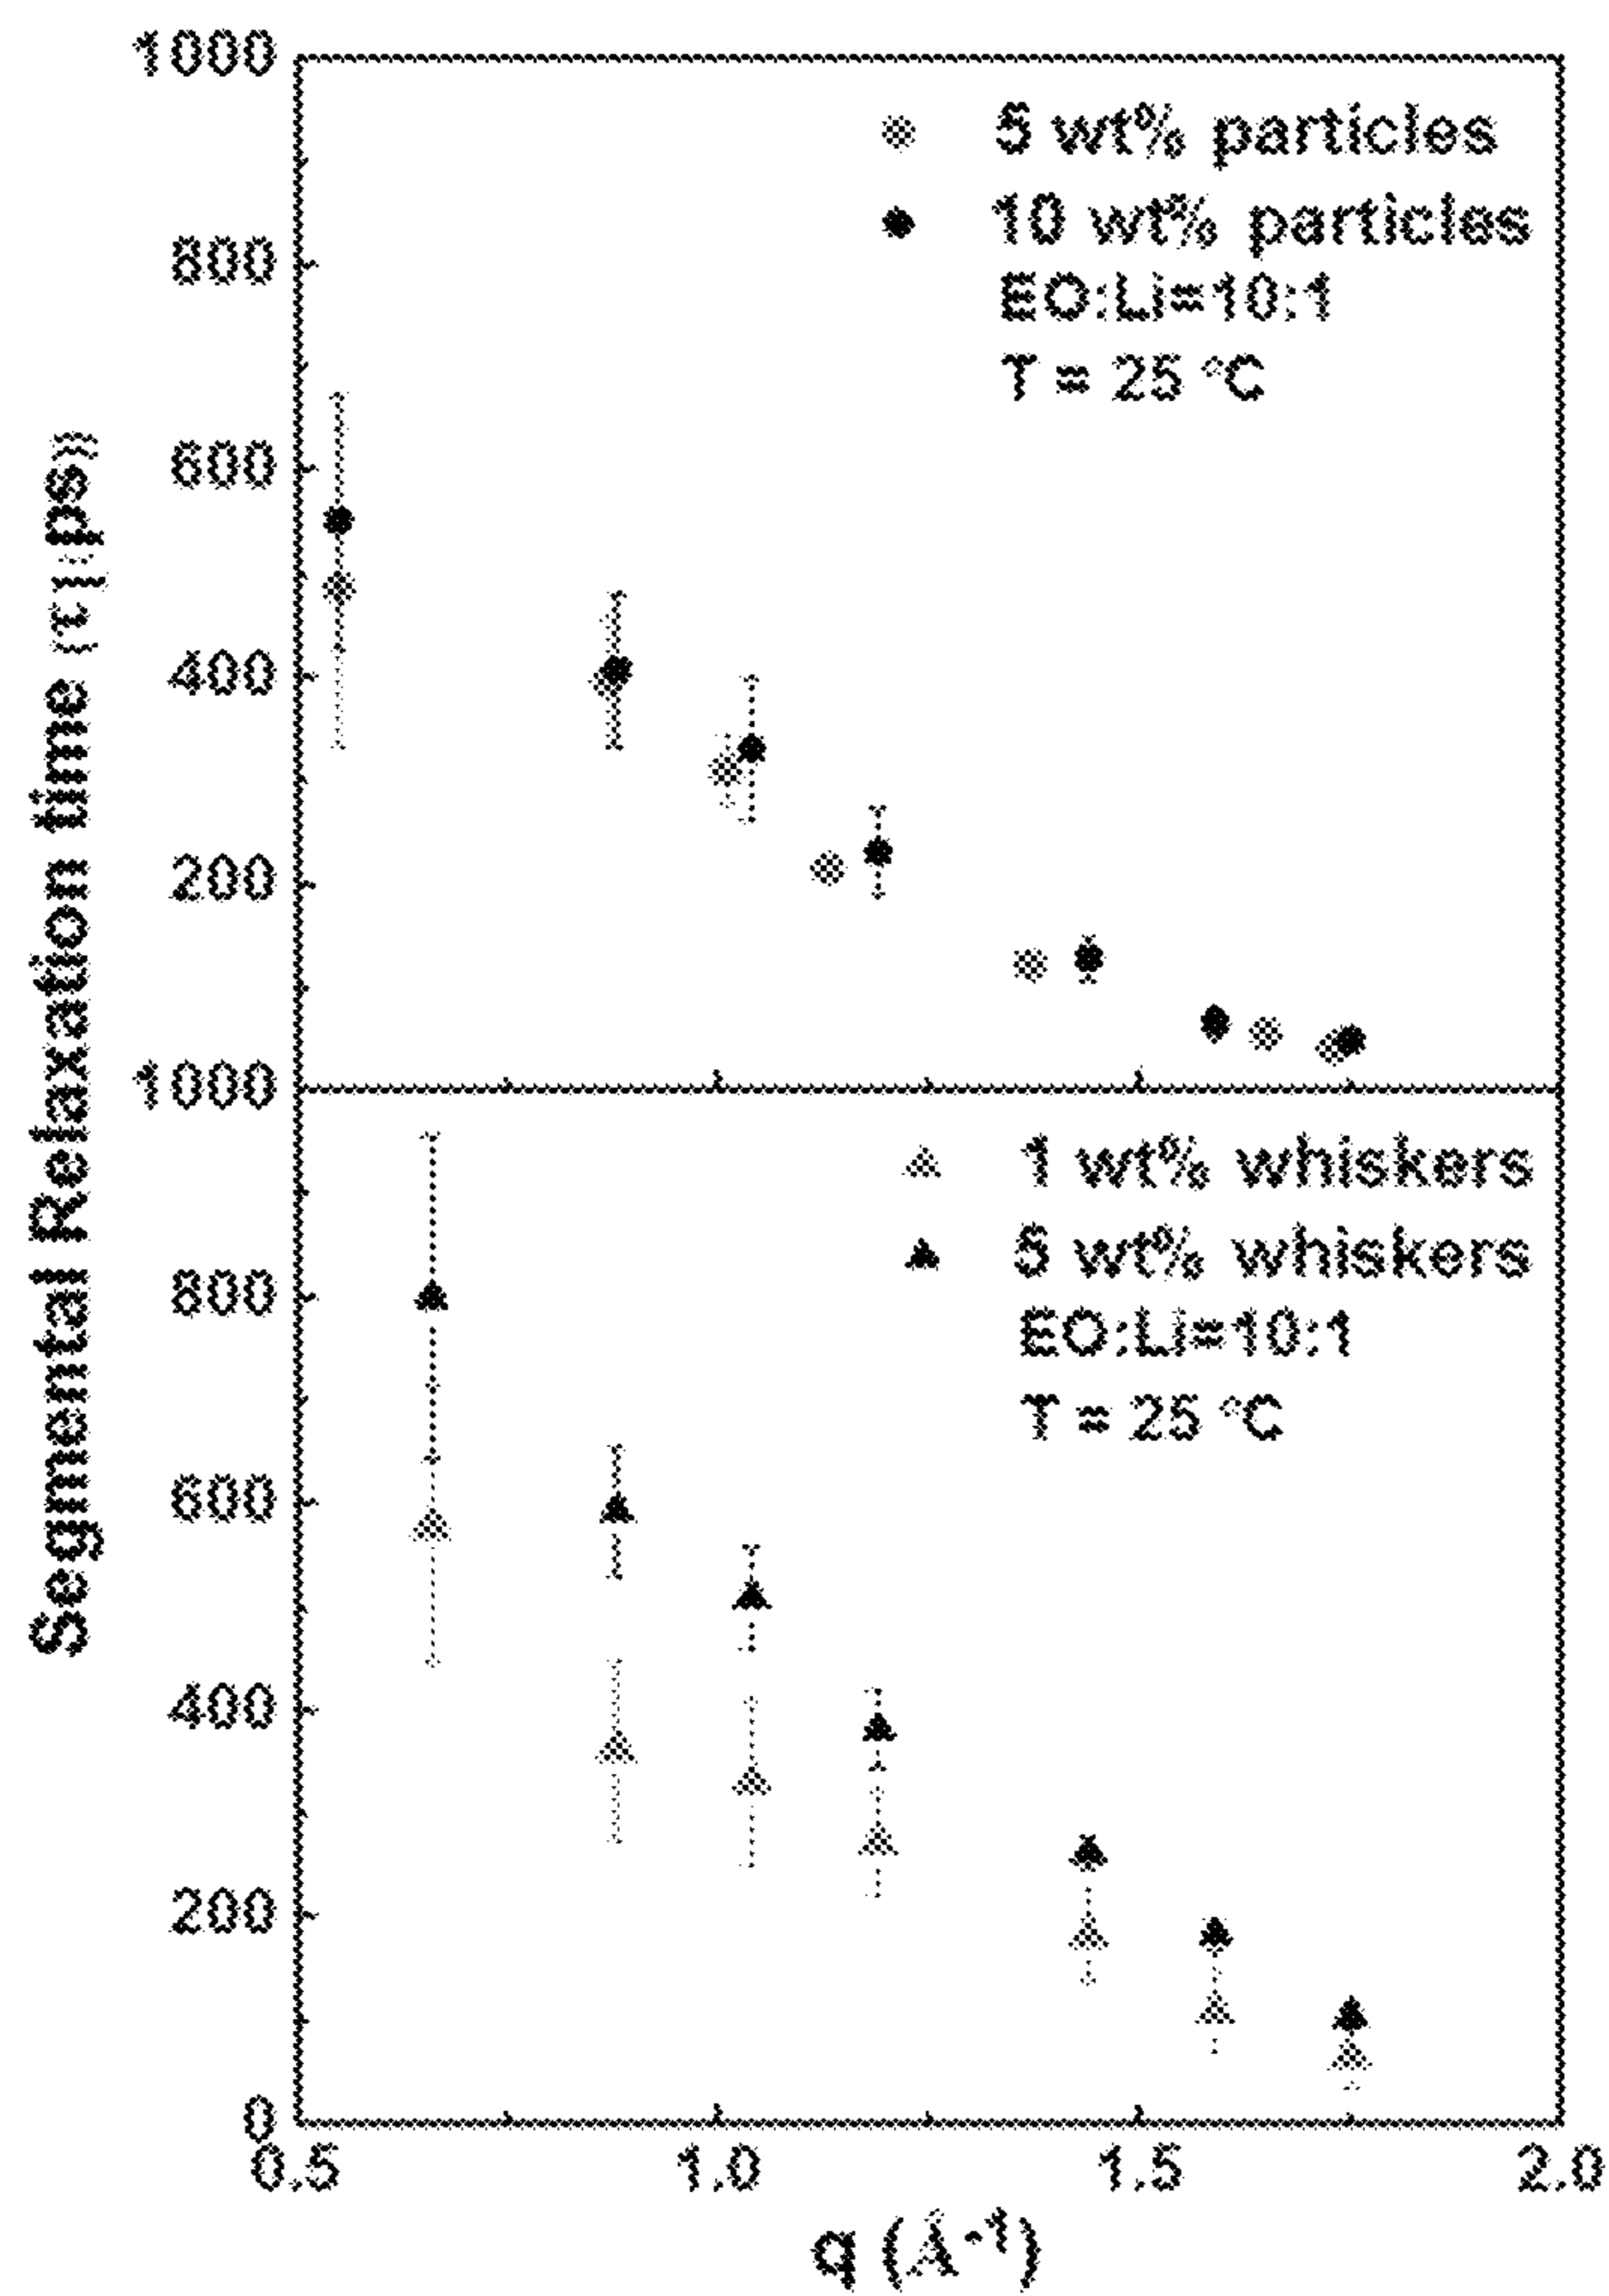 1000
5 wt% particles
10 wt% particles
EO:Li=10:1
T = 25 °C
800
600
400
200
Segmental Relaxation time (τ[ps])
1000
1 wt% whiskers
5 wt% whiskers
EO:Li=10:1
T = 25 °C
800
600
400
200
0
0.5 1.0 1.5 2.0
q (Å⁻¹)